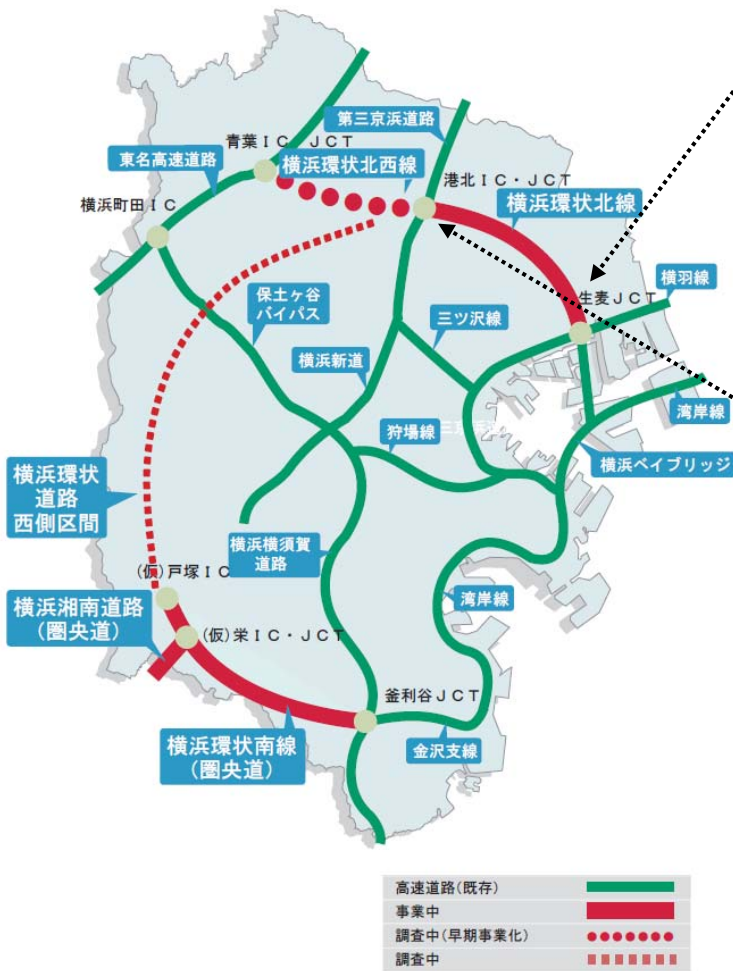 第三京浜道路
青葉ＩＣ・ＪＣＴ
東名高速道路
横浜環状北西線
港北ＩＣ・ＪＣＴ
横浜町田ＩＣ
横浜環状北線
横羽線
生麦ＪＣＴ
保土ヶ谷
バイパス
三ツ沢線
横浜新道
湾岸線
狩場線
横浜ベイブリッジ
横浜環状
道路
西側区間
横浜横須賀
道路
(仮)戸塚ＩＣ
湾岸線
横浜湘南道路
(圏央道)
(仮)栄ＩＣ・ＪＣＴ
釜利谷ＪＣＴ
横浜環状南線
(圏央道)
金沢支線
高速道路(既存)
事業中
調査中(早期事業化)
調査中